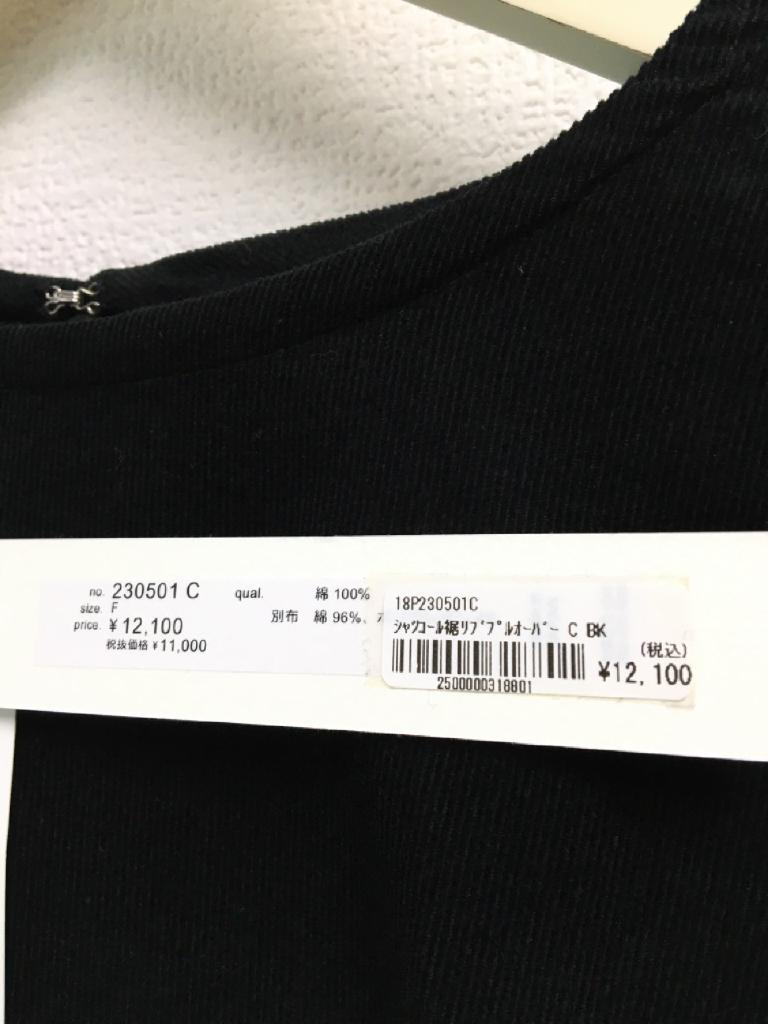 no. 230501 C
size. F
price. ¥12,100
税抜価格 ¥11,000
qual. 綿 100%
別布 綿 96%、
18P230501C
ｼｬﾂｺｰﾙ裾ﾘﾌﾞﾌﾟﾙｵｰﾊﾞｰ C BK
(税込)
¥12,100
2500000318801